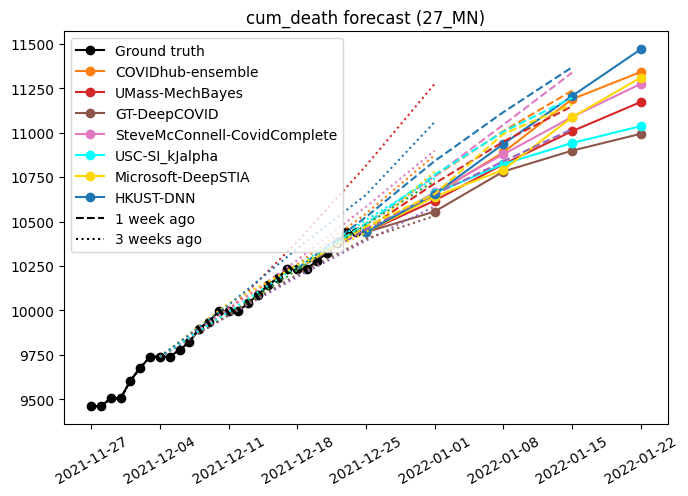 cum_death forecast (27_MN)
11500
11250
11000
10750
10500
10250
10000
9750
9500
Ground truth
COVIDhub-ensemble
UMass-MechBayes
GT-DeepCOVID
SteveMcConnell-CovidComplete
USC-SI_kJalpha
Microsoft-DeepSTIA
HKUST-DNN
1 week ago
3 weeks ago
2021-11-27
2021-12-04
2021-12-11
2021-12-18
2021-12-25
2022-01-01
2022-01-08
2022-01-15
2022-01-22